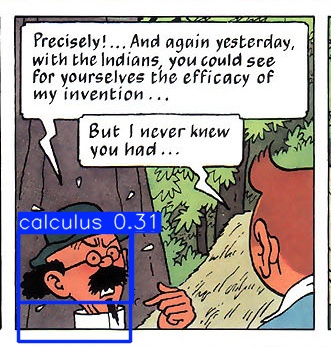 Precisely!... And again yesterday,
with the Indians, you could see
for yourselves the efficacy of
my invention...
But I never knew
you had...
calculus 0.31